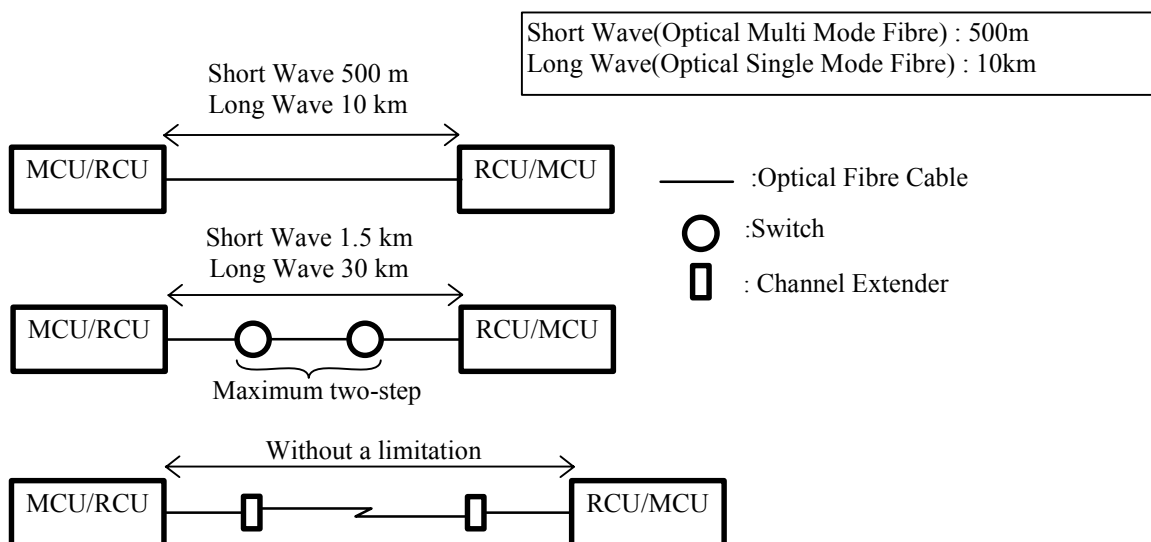 Short Wave(Optical Multi Mode Fibre) : 500m
Long Wave(Optical Single Mode Fibre) : 10km
Short Wave 500 m
Long Wave 10 km
MCU/RCU
RCU/MCU
:Optical Fibre Cable
:Switch
: Channel Extender
Short Wave 1.5 km
Long Wave 30 km
MCU/RCU
RCU/MCU
Maximum two-step
Without a limitation
MCU/RCU
RCU/MCU